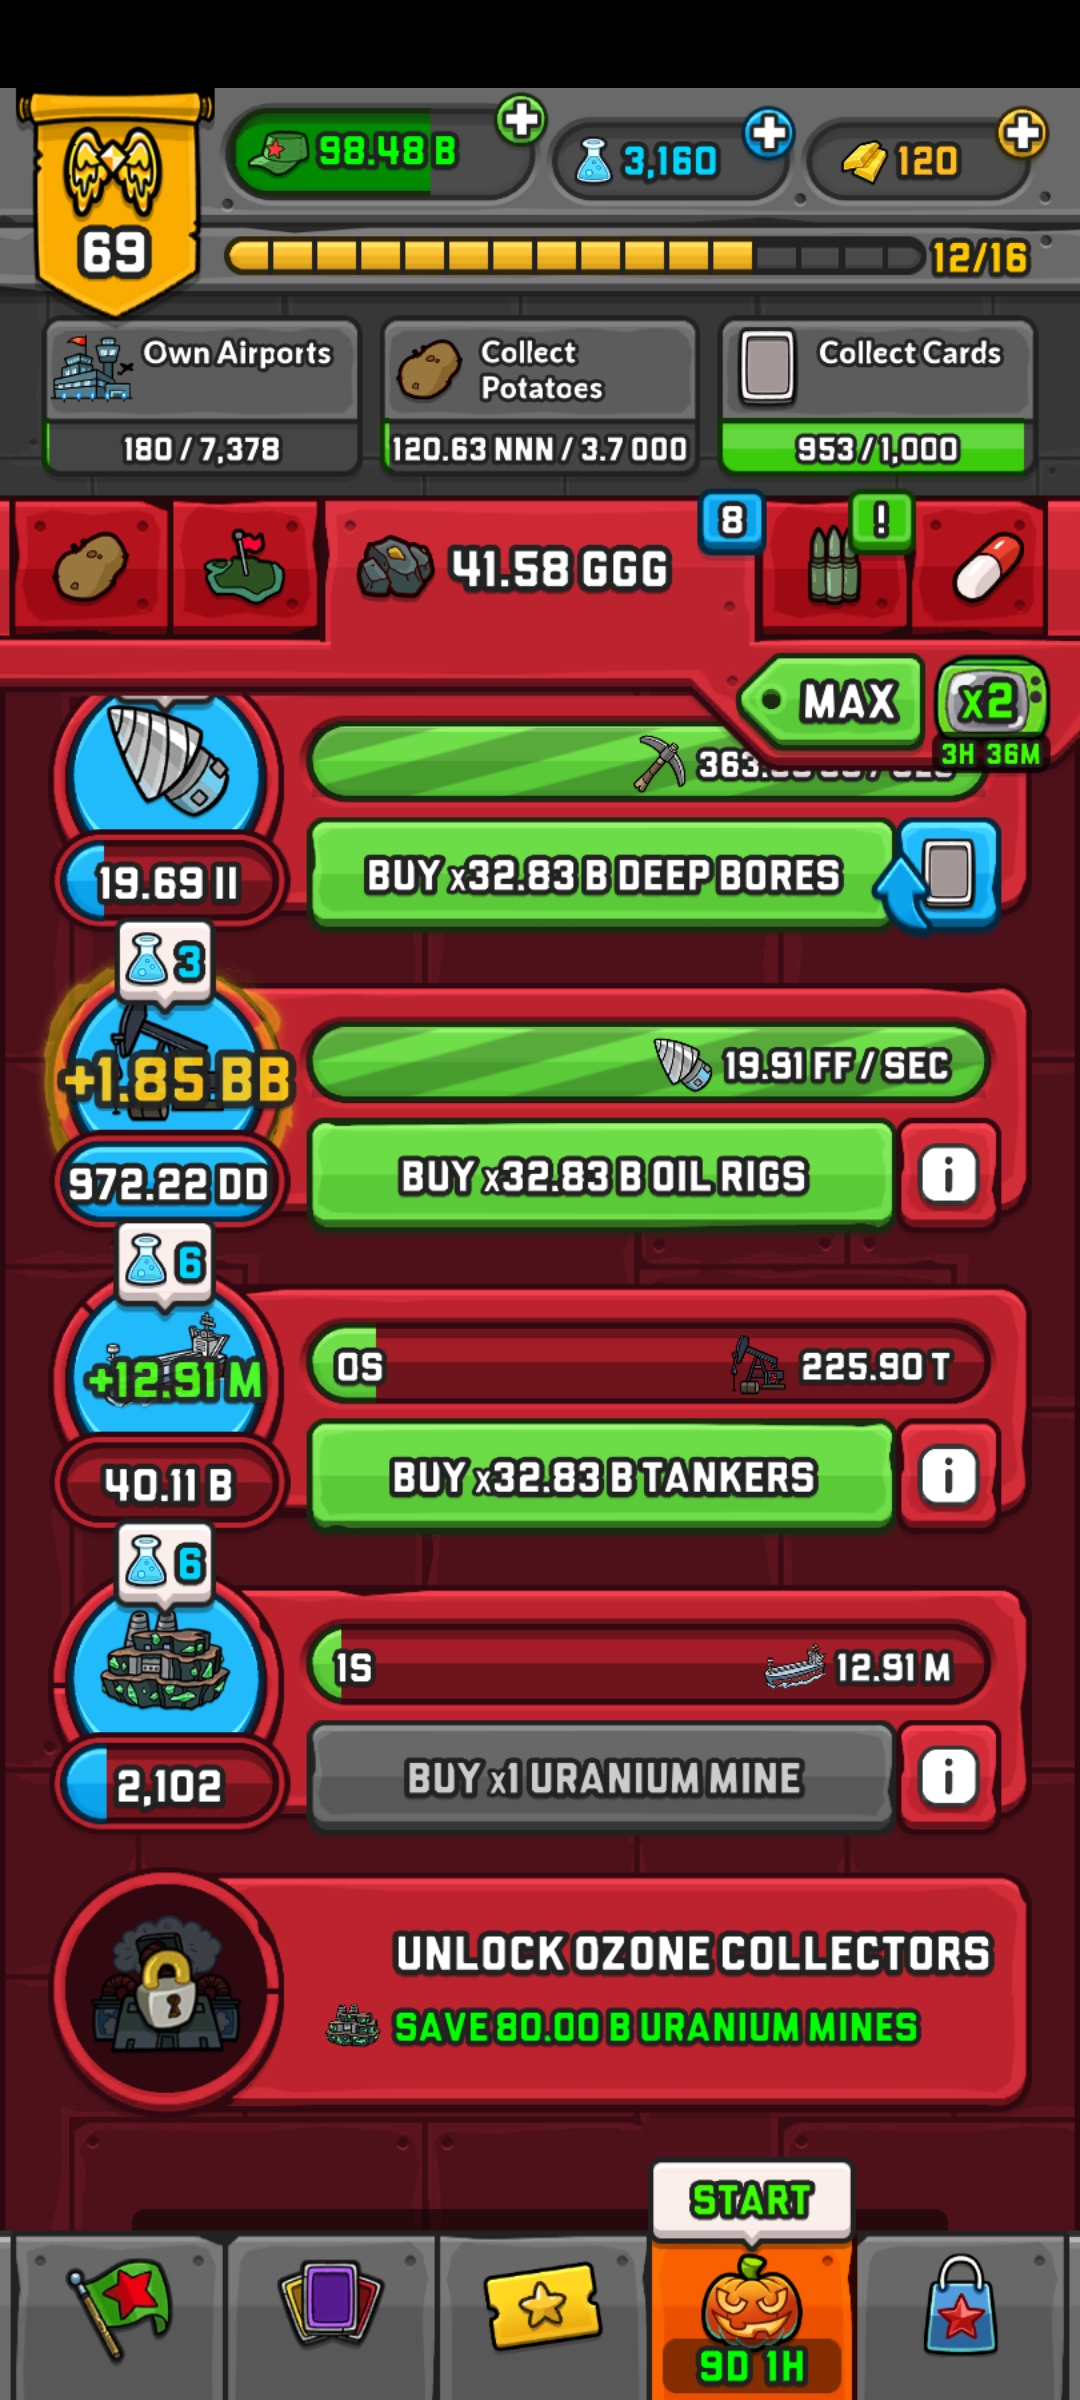 98.48 B
3,160
120
69
12/16
Own Airports
180 / 7,378
Collect
Potatoes
120.63 NNN / 3.7 OOO
Collect Cards
953 / 1,000
41.58 GGG
8
!
MAX
x2
3H 36M
19.69 II
BUY x32.83 B DEEP BORES
3
+1.85 BB
19.91 FF / SEC
972.22 DD
BUY x32.83 B OIL RIGS
6
+12.91 M
0S
225.90 T
40.11 B
BUY x32.83 B TANKERS
6
1S
12.91 M
2,102
BUY x1 URANIUM MINE
UNLOCK OZONE COLLECTORS
SAVE 80.00 B URANIUM MINES
START
9D 1H